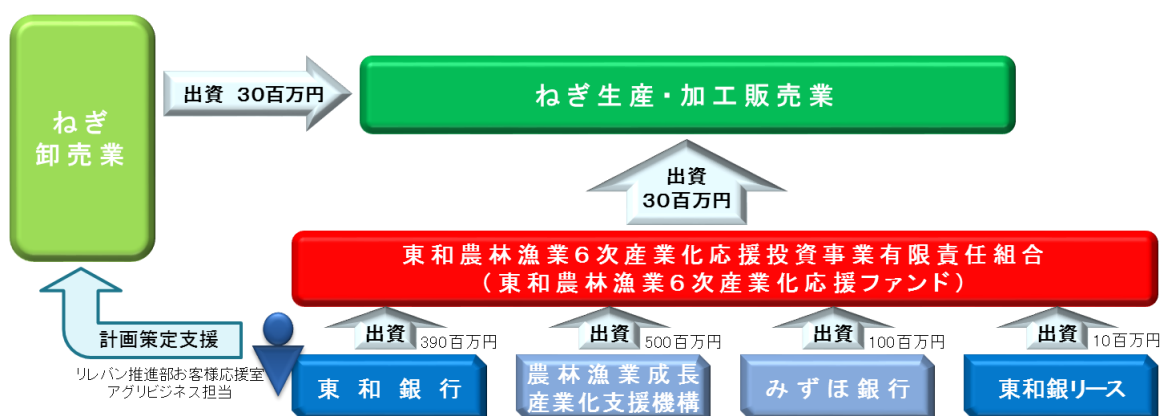 ねぎ
卸売業
出資 30百万円
ねぎ生産・加工販売業
出資
30百万円
東和農林漁業6次産業化応援投資事業有限責任組合
(東和農林漁業6次産業化応援ファンド)
計画策定支援
リレバン推進部お客様応援室
アグリビジネス担当
出資 390百万円
出資 500百万円
出資 100百万円
出資 10百万円
東和銀行
農林漁業成長
産業化支援機構
みずほ銀行
東和銀リース